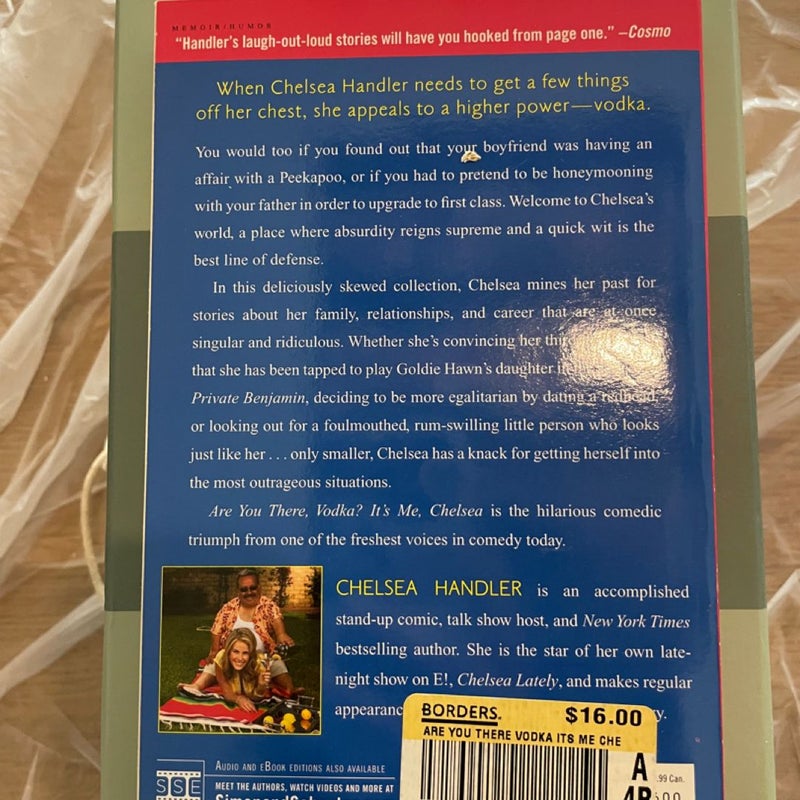 MEMOIR/HUMOR
“Handler’s laugh-out-loud stories will have you hooked from page one.” —Cosmo
When Chelsea Handler needs to get a few things
off her chest, she appeals to a higher power—vodka.
You would too if you found out that your boyfriend was having an
affair with a Peekapoo, or if you had to pretend to be honeymooning
with your father in order to upgrade to first class. Welcome to Chelsea’s
world, a place where absurdity reigns supreme and a quick wit is the
best line of defense.
In this deliciously skewed collection, Chelsea mines her past for
stories about her family, relationships, and career that are at once
singular and ridiculous. Whether she’s convincing her
that she has been tapped to play Goldie Hawn’s daughter
Private Benjamin, deciding to be more egalitarian by dating a redhead,
or looking out for a foulmouthed, rum-swilling little person who looks
just like her . . . only smaller, Chelsea has a knack for getting herself into
the most outrageous situations.
Are You There, Vodka? It’s Me, Chelsea is the hilarious comedic
triumph from one of the freshest voices in comedy today.
CHELSEA HANDLER is an accomplished
stand-up comic, talk show host, and New York Times
bestselling author. She is the star of her own late-
night show on E!, Chelsea Lately, and makes regular
BORDERS. $16.00
ARE YOU THERE VODKA ITS ME CHE
A
.99 Can.
SSE
AUDIO AND EBOOK EDITIONS ALSO AVAILABLE
MEET THE AUTHORS, WATCH VIDEOS AND MORE AT